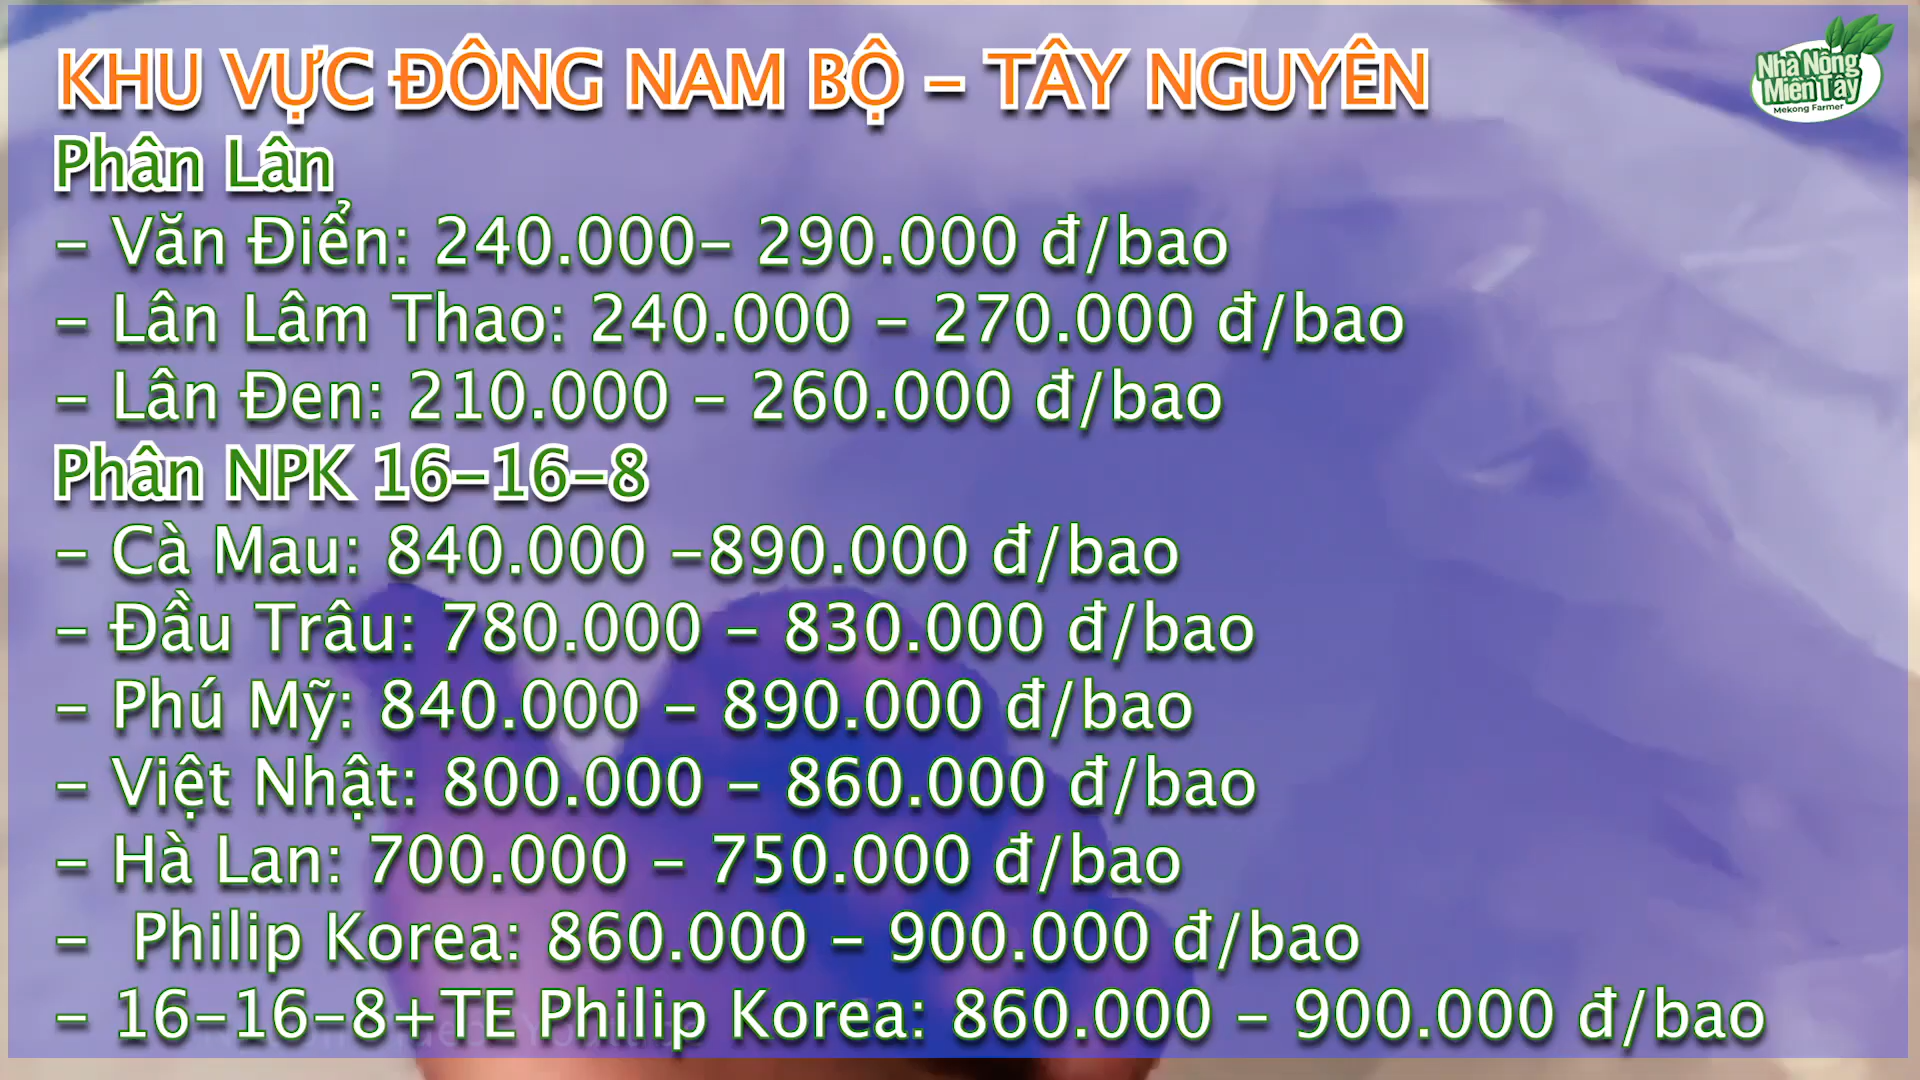 KHU VỰC ĐÔNG NAM BỘ - TÂY NGUYÊN
Nhà Nông
Miền Tây
Mekong Farmer
Phân Lân
- Văn Điển: 240.000- 290.000 đ/bao
- Lân Lâm Thao: 240.000 - 270.000 đ/bao
- Lân Đen: 210.000 - 260.000 đ/bao
Phân NPK 16-16-8
- Cà Mau: 840.000 -890.000 đ/bao
- Đầu Trâu: 780.000 - 830.000 đ/bao
- Phú Mỹ: 840.000 - 890.000 đ/bao
- Việt Nhật: 800.000 - 860.000 đ/bao
- Hà Lan: 700.000 - 750.000 đ/bao
- Philip Korea: 860.000 - 900.000 đ/bao
- 16-16-8+TE Philip Korea: 860.000 - 900.000 đ/bao